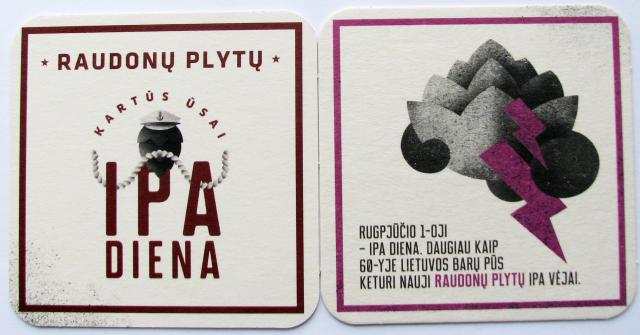 RAUDONŲ PLYTŲ
KARTŪS ŪSAI
IPA
DIENA
RUGPJŪČIO 1-OJI
– IPA DIENA. DAUGIAU KAIP
60-YJE LIETUVOS BARŲ PŪS
KETURI NAUJI RAUDONŲ PLYTŲ IPA VĖJAI.